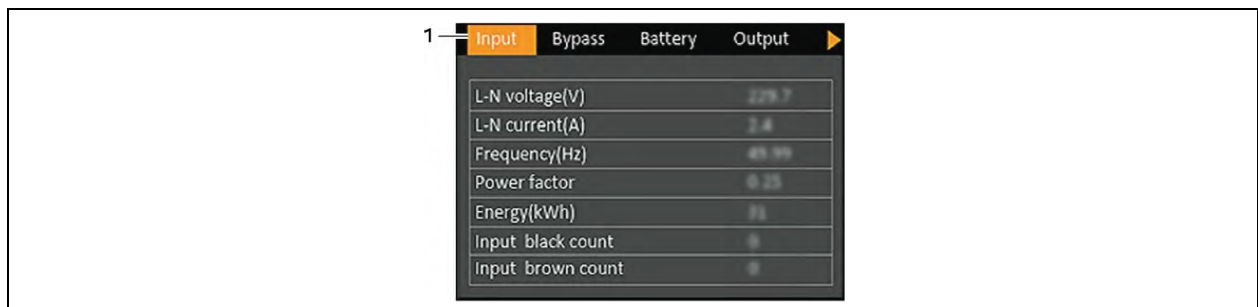 1
Input Bypass Battery Output
L-N voltage(V)
L-N current(A)
Frequency(Hz)
Power factor
Energy(kWh)
Input black count
Input brown count